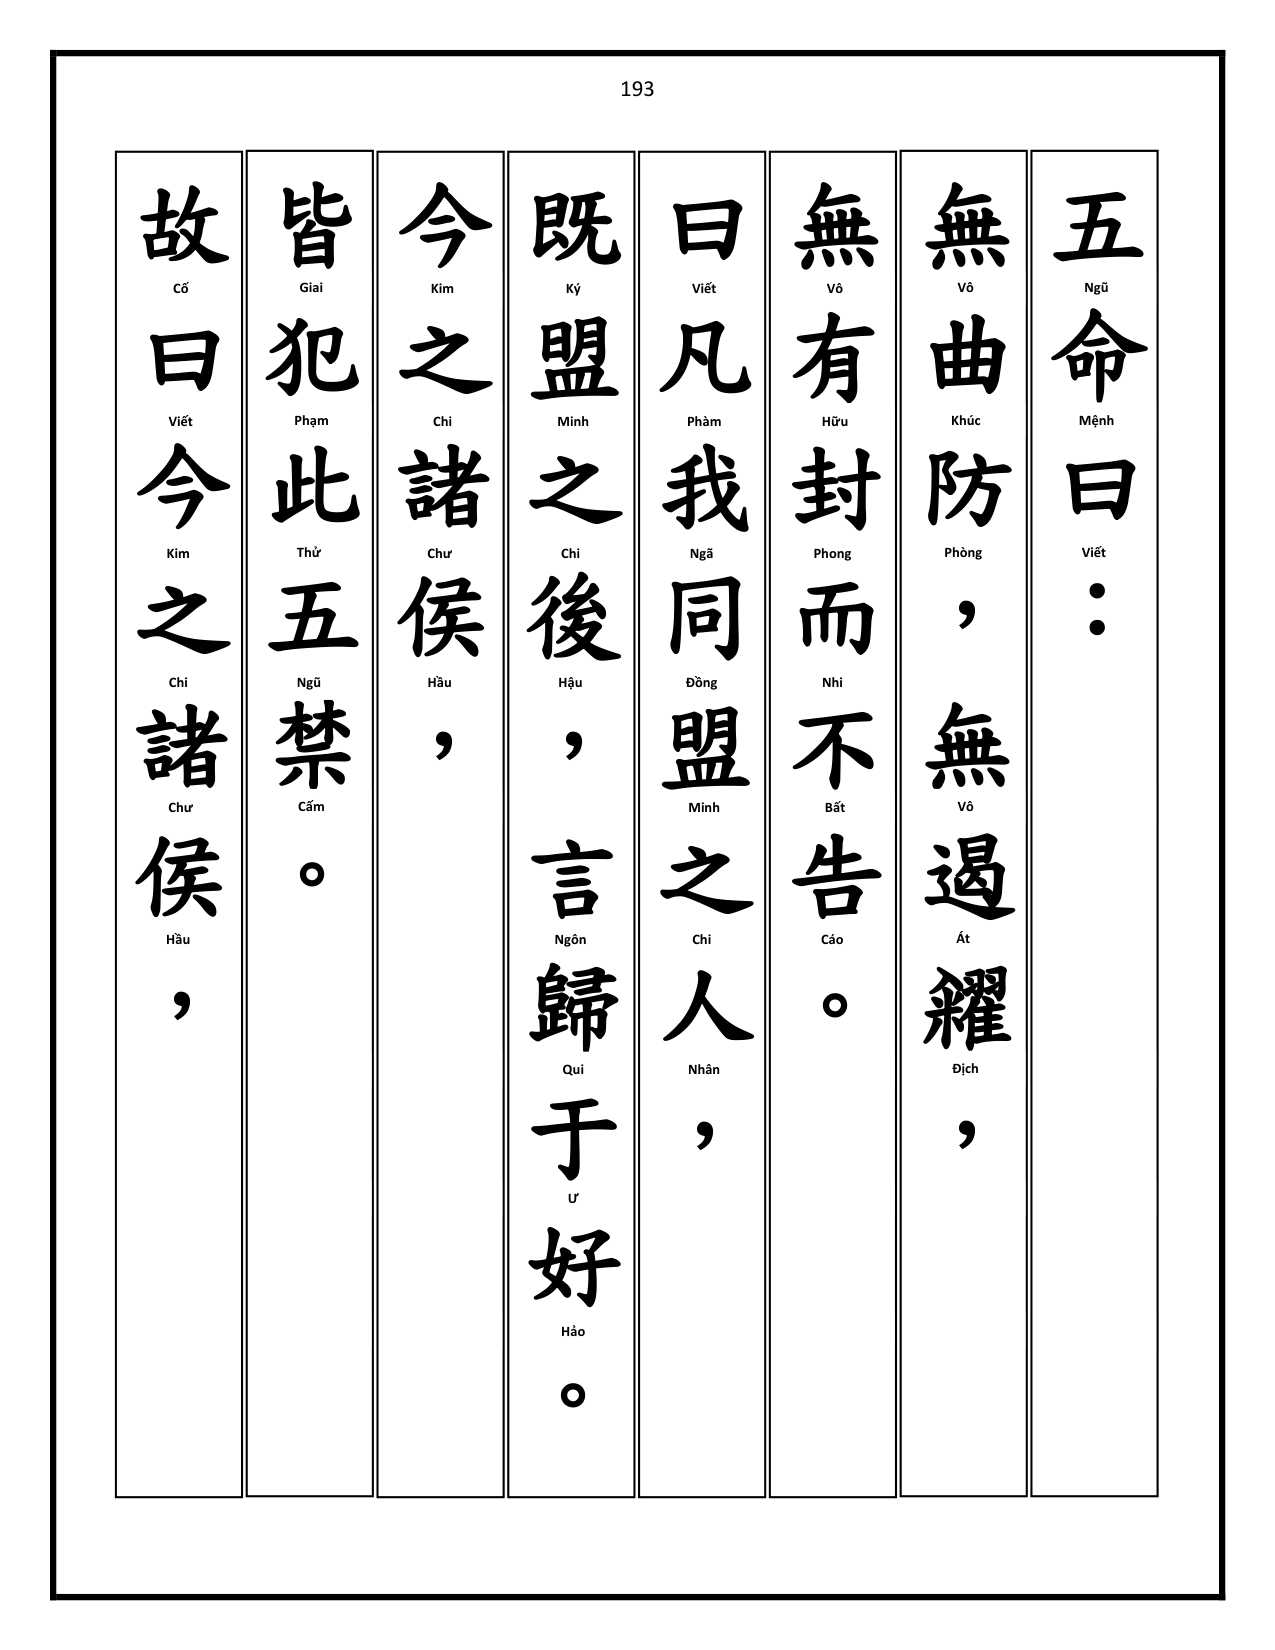 193
五命曰：
Ngũ Mệnh Viết
無曲防，無遏糴，
Vô Khúc Phòng Vô Át Địch
無有封而不告。
Vô Hữu Phong Nhi Bất Cáo
曰凡我同盟之人，
Viết Phàm Ngã Đồng Minh Chi Nhân
既盟之後，言歸于好。
Ký Minh Chi Hậu Ngôn Qui Ư Hảo
今之諸侯，
Kim Chi Chư Hầu
皆犯此五禁。
Giai Phạm Thử Ngũ Cấm
故曰今之諸侯，
Cố Viết Kim Chi Chư Hầu